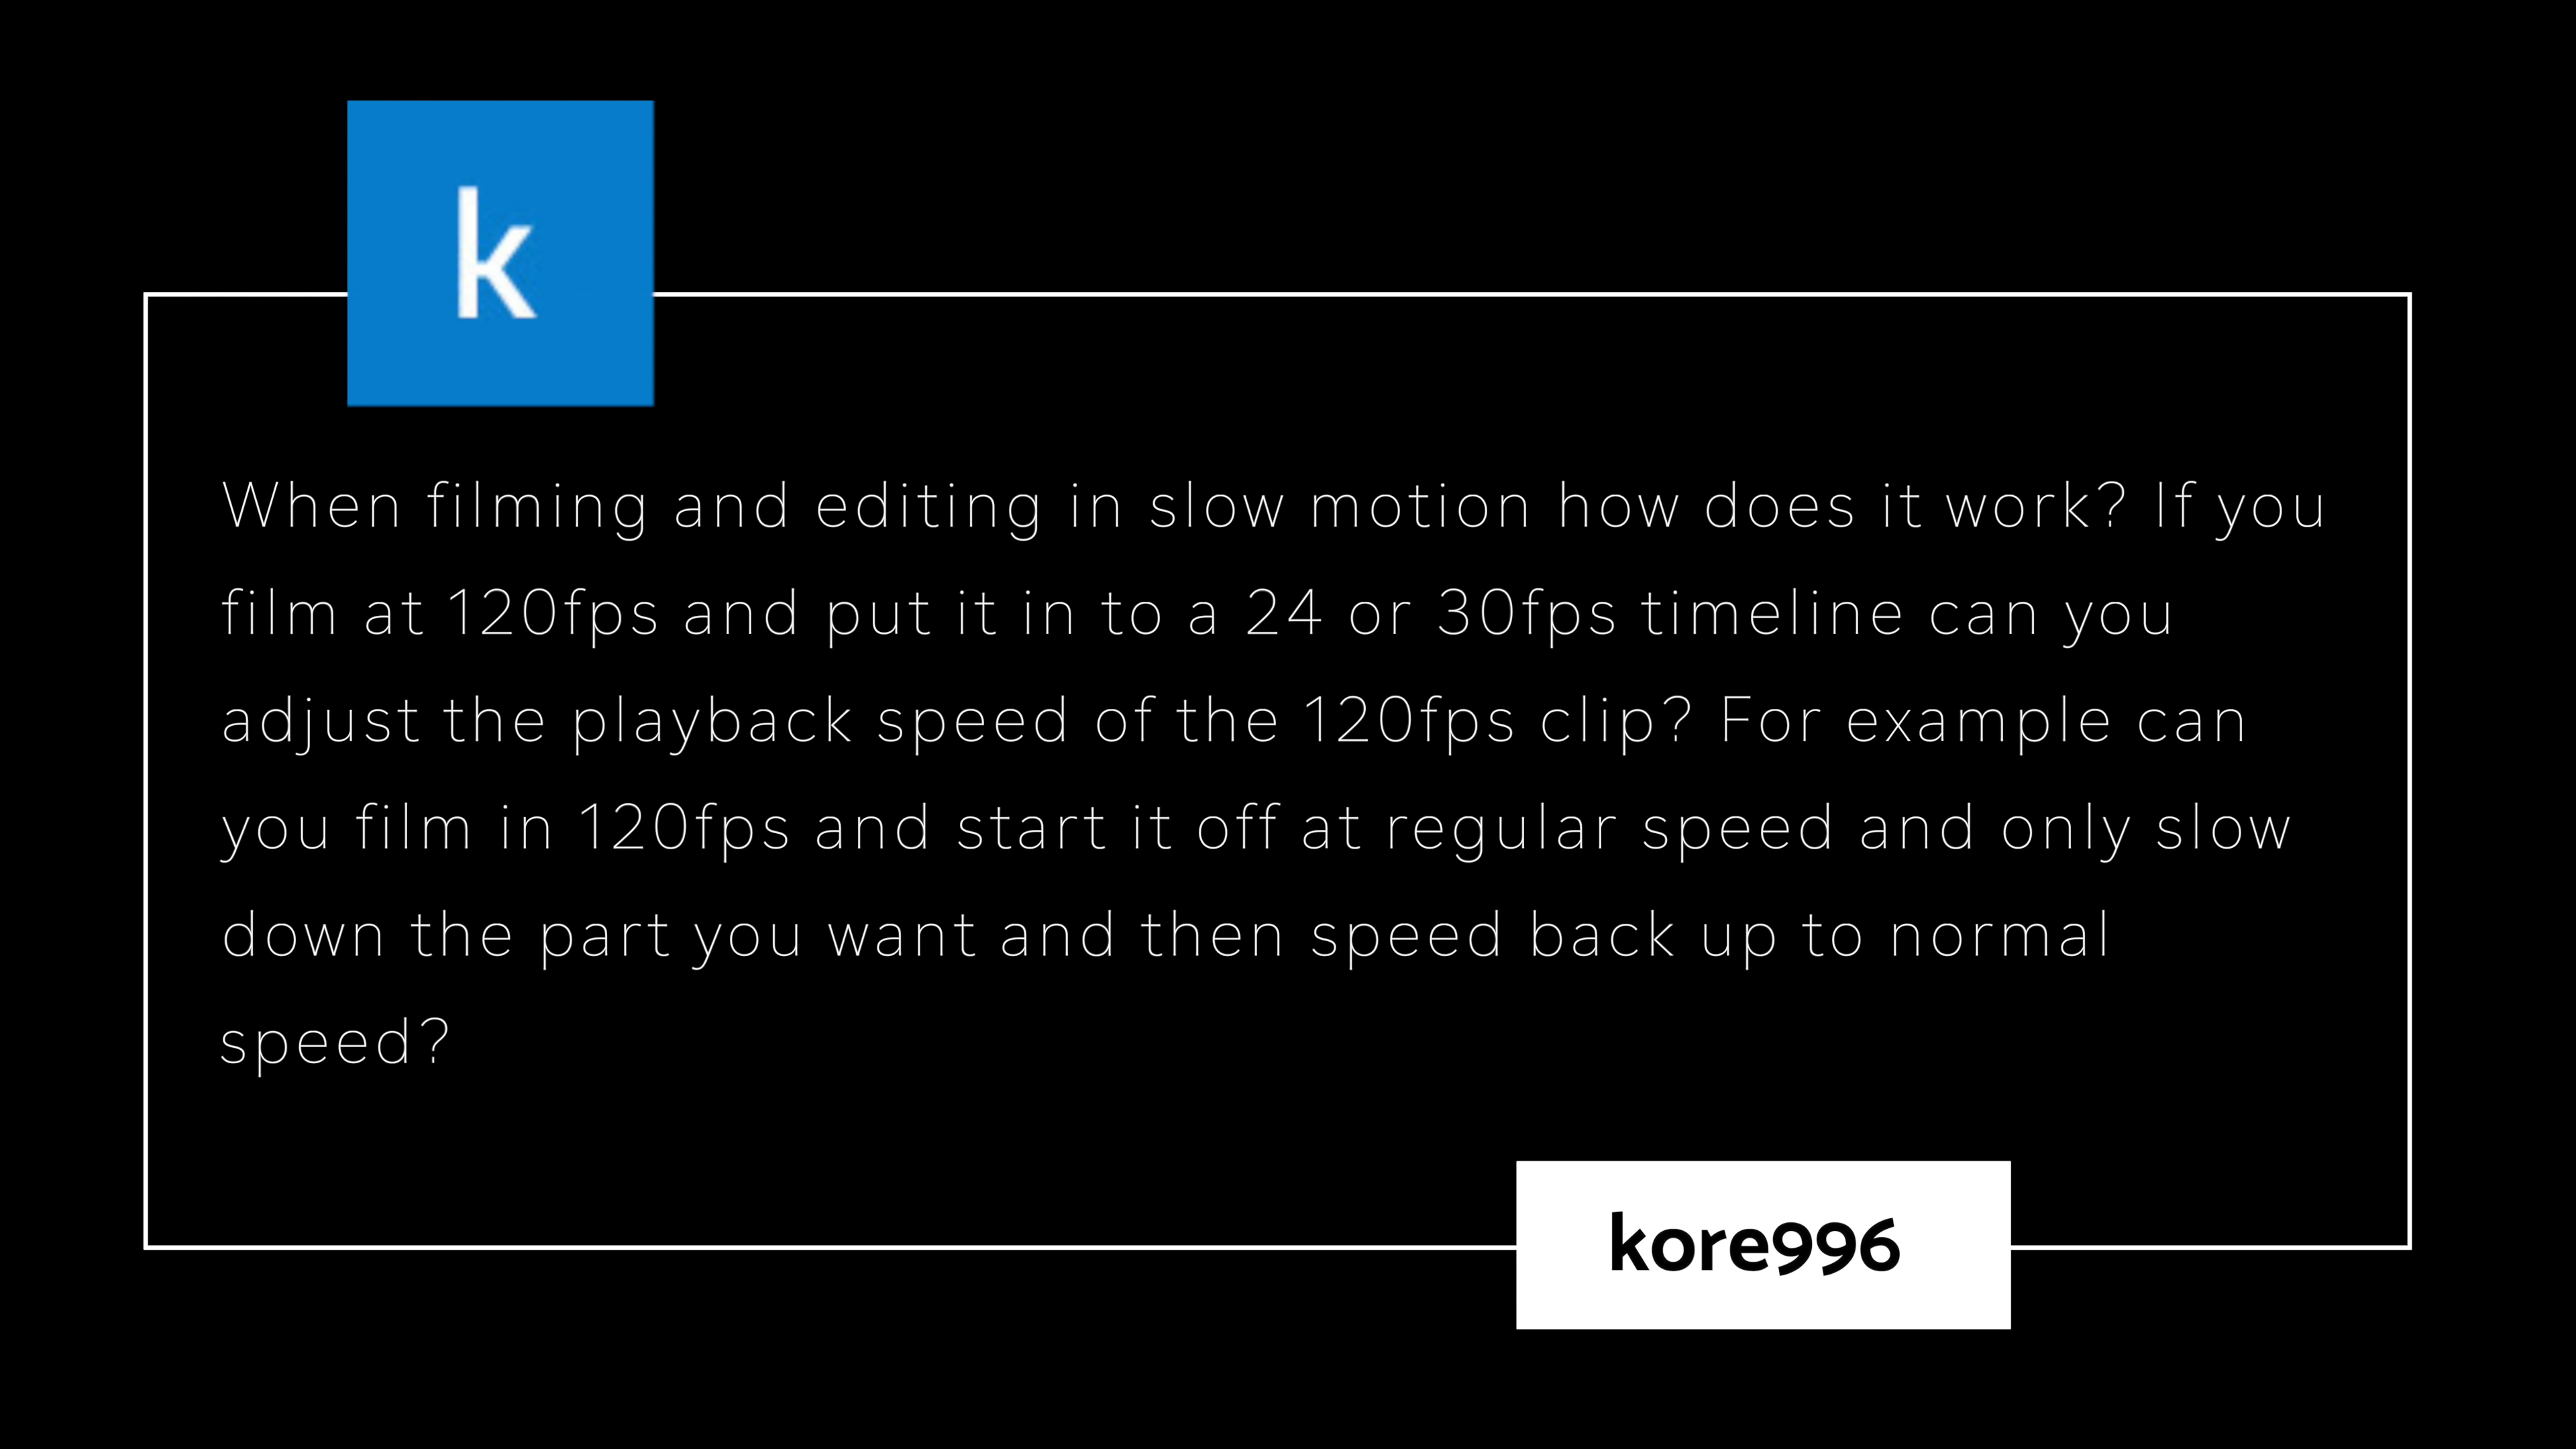 k
When filming and editing in slow motion how does it work? If you
film at 120fps and put it in to a 24 or 30fps timeline can you
adjust the playback speed of the 120fps clip? For example can
you film in 120fps and start it off at regular speed and only slow
down the part you want and then speed back up to normal
speed?
kore996